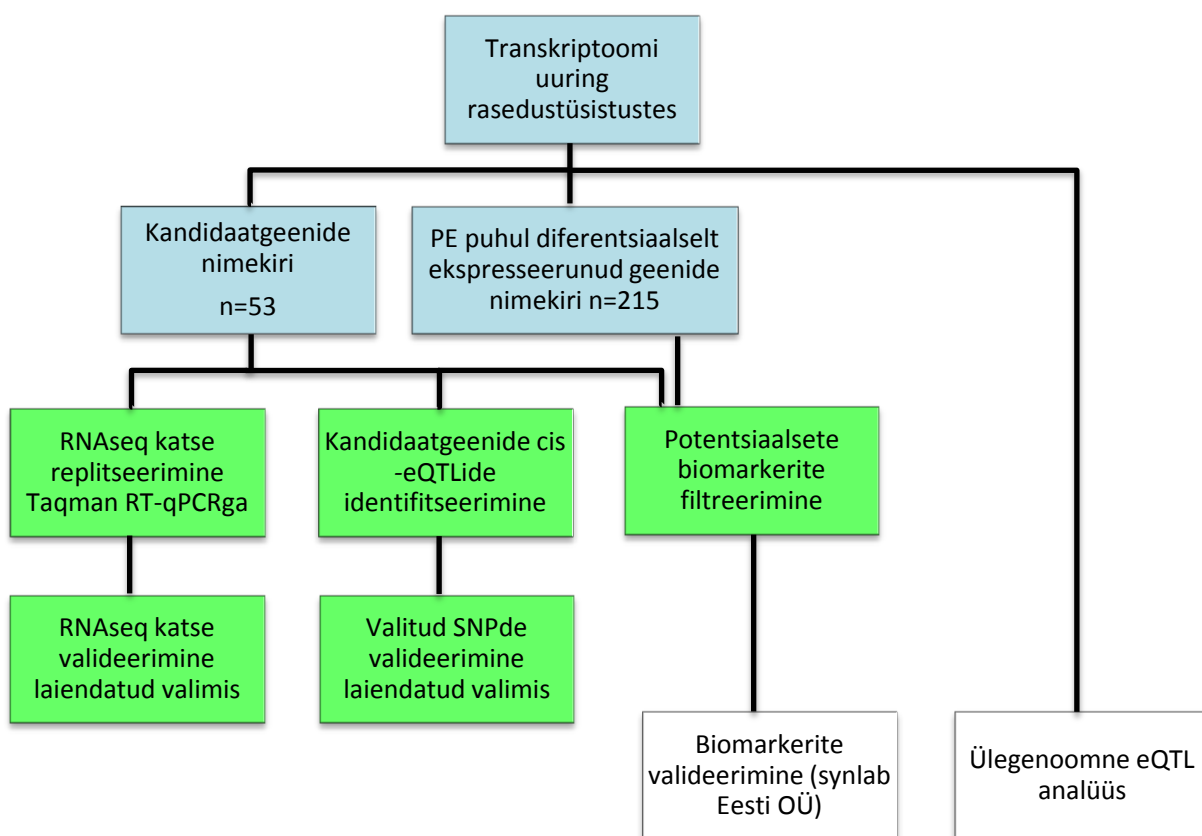 Transkriptoomi
uuring
rasedustüsistustes
Kandidaatgeenide
nimekiri
n=53
PE puhul diferentsiaalselt
ekspresseerunud geenide
nimekiri n=215
RNAseq katse
replitseerimine
Taqman RT-qPCRga
Kandidaatgeenide cis
-eQTLide
identifitseerimine
Potentsiaalsete
biomarkerite
filtreerimine
RNAseq katse
valideerimine
laiendatud valimis
Valitud SNPde
valideerimine
laiendatud valimis
Biomarkerite
valideerimine (synlab
Eesti OÜ)
Ülegenoomne eQTL
analüüs